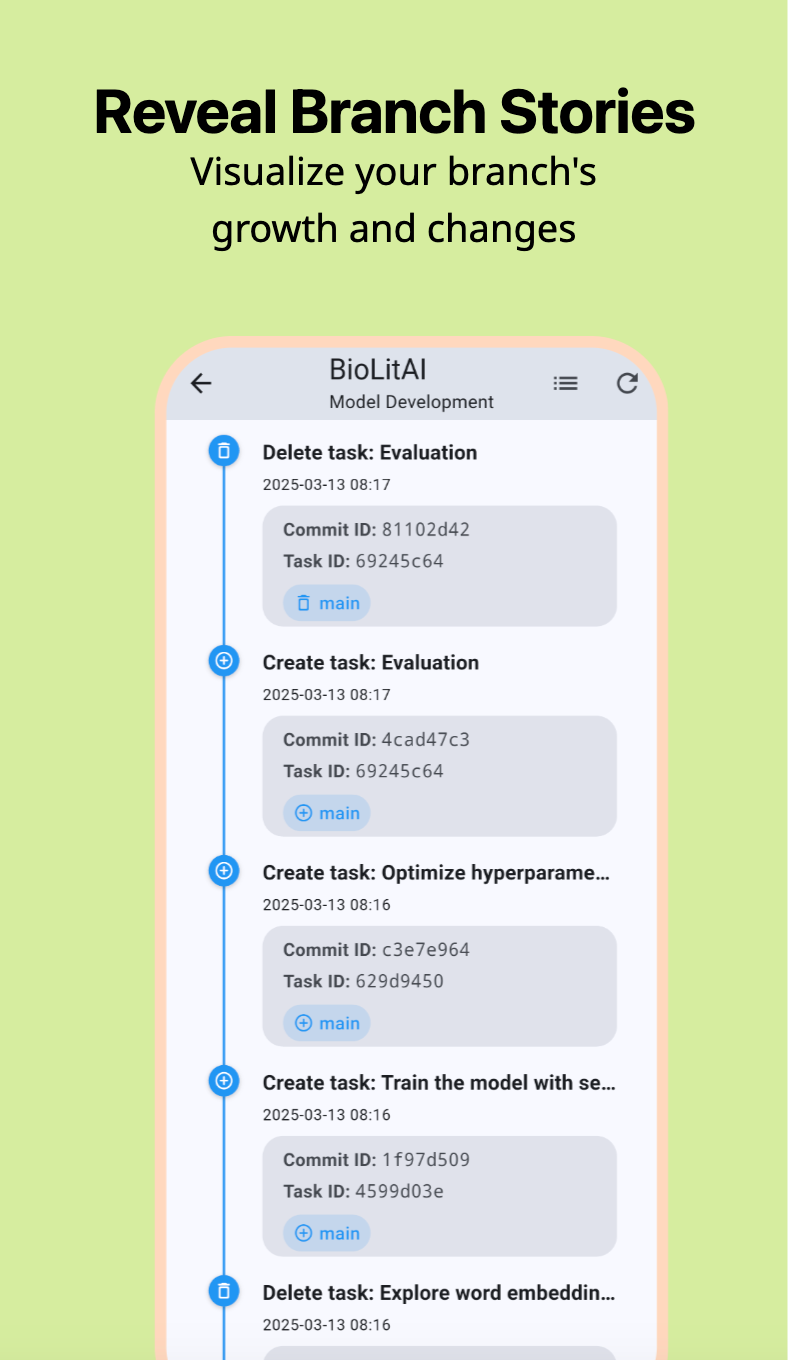 Reveal Branch Stories
Visualize your branch's
growth and changes
BioLitAI
Model Development
Delete task: Evaluation
2025-03-13 08:17
Commit ID: 81102d42
Task ID: 69245c64
main
Create task: Evaluation
2025-03-13 08:17
Commit ID: 4cad47c3
Task ID: 69245c64
main
Create task: Optimize hyperparame...
2025-03-13 08:16
Commit ID: c3e7e964
Task ID: 629d9450
main
Create task: Train the model with se...
2025-03-13 08:16
Commit ID: 1f97d509
Task ID: 4599d03e
main
Delete task: Explore word embeddin...
2025-03-13 08:16